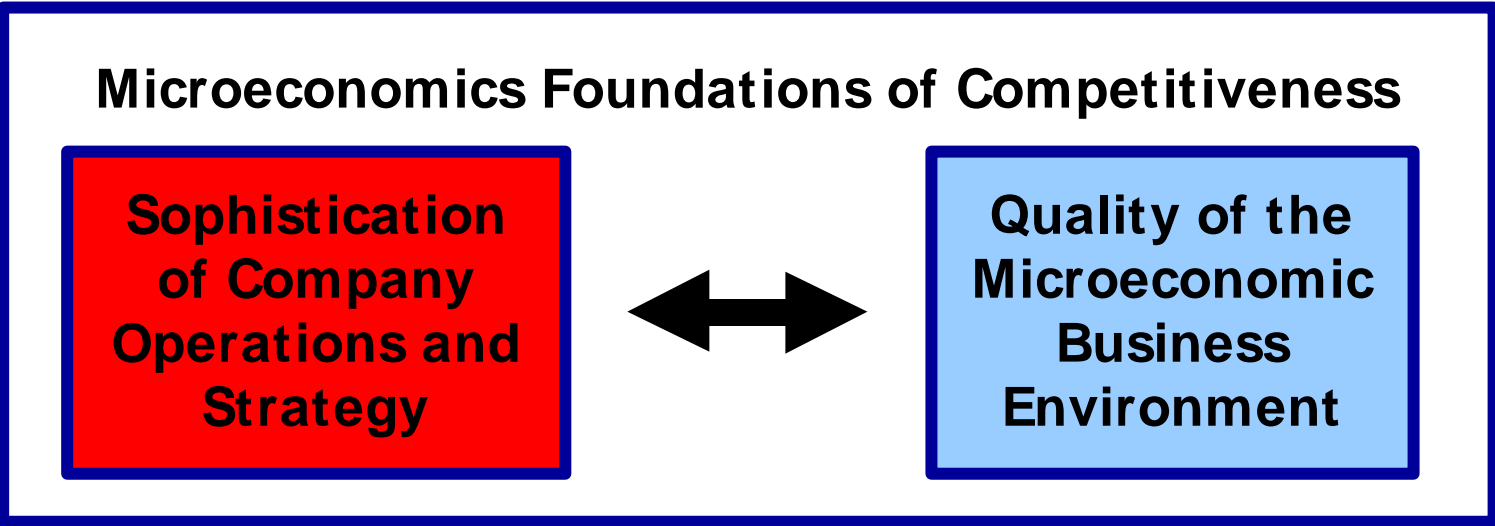 Microeconomics Foundations of Competitiveness
Sophistication
of Company
Operations and
Strategy
Quality of the
Microeconomic
Business
Environment